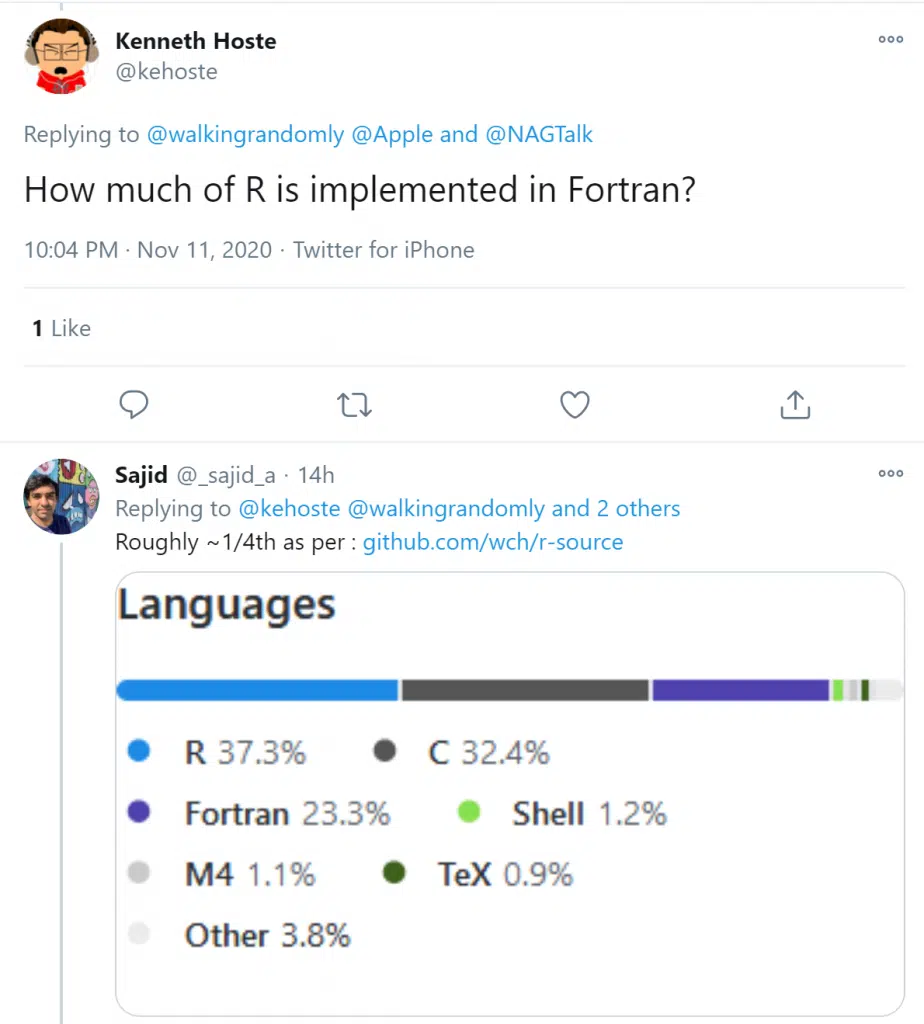 Kenneth Hoste
@kehoste
Replying to @walkingrandomly @Apple and @NAGTalk
How much of R is implemented in Fortran?
10:04 PM · Nov 11, 2020 · Twitter for iPhone
1 Like
Sajid @_sajid_a · 14h
Replying to @kehoste @walkingrandomly and 2 others
Roughly ~1/4th as per : github.com/wch/r-source
Languages
R 37.3% C 32.4%
Fortran 23.3% Shell 1.2%
M4 1.1% TeX 0.9%
Other 3.8%